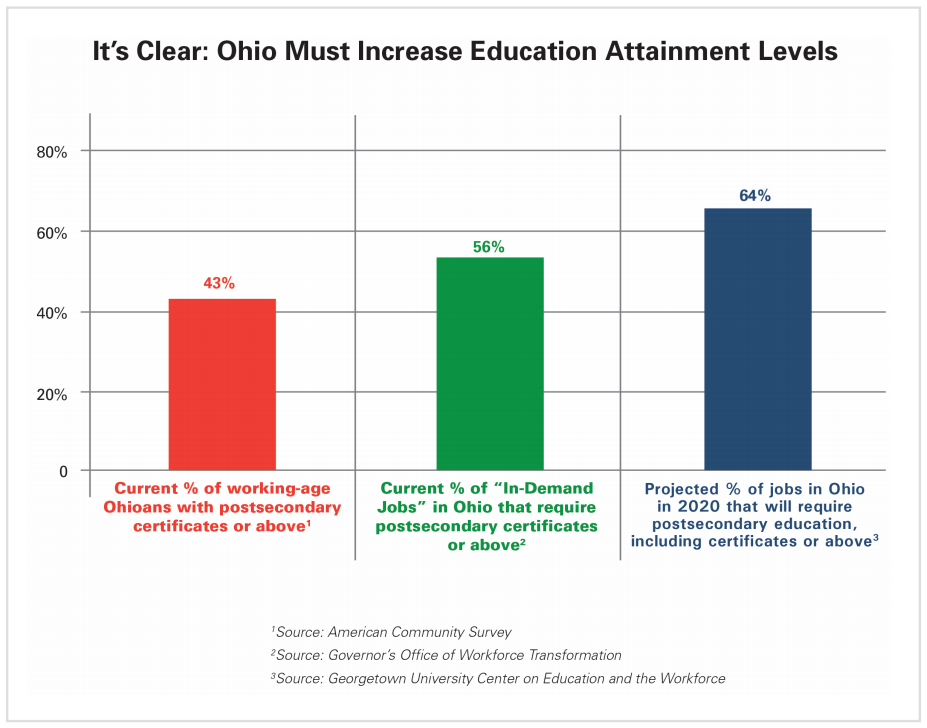 It's Clear: Ohio Must Increase Education Attainment Levels
80%
60%
40%
20%
0
43%
56%
64%
Current % of working-age
Ohioans with postsecondary
certificates or above¹
Current % of “In-Demand
Jobs” in Ohio that require
postsecondary certificates
or above²
Projected % of jobs in Ohio
in 2020 that will require
postsecondary education,
including certificates or above³
¹Source: American Community Survey
²Source: Governor's Office of Workforce Transformation
³Source: Georgetown University Center on Education and the Workforce